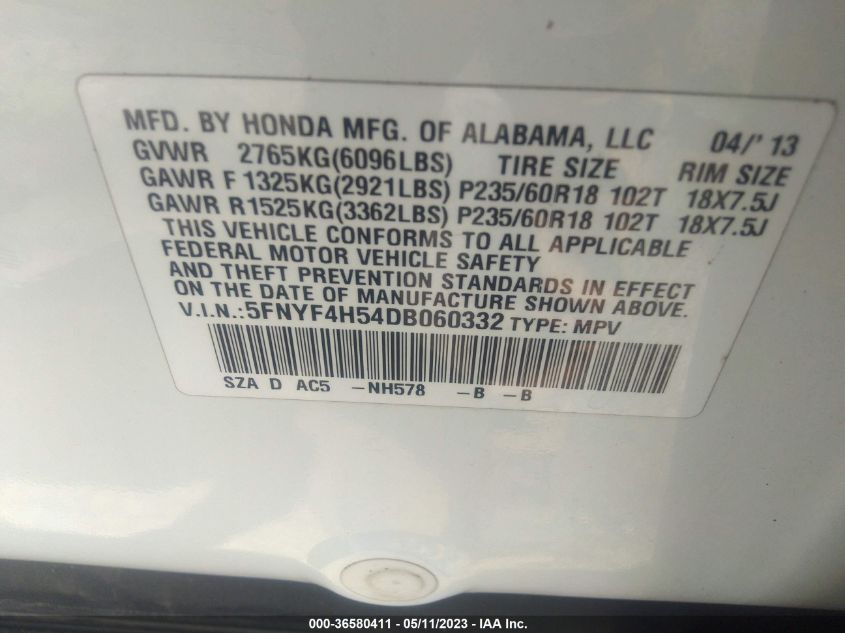 MFD. BY HONDA MFG. OF ALABAMA, LLC 04/'13
GVWR 2765KG(6096LBS) TIRE SIZE RIM SIZE
GAWR F 1325KG(2921LBS) P235/60R18 102T 18X7.5J
GAWR R1525KG(3362LBS) P235/60R18 102T 18X7.5J
THIS VEHICLE CONFORMS TO ALL APPLICABLE
FEDERAL MOTOR VEHICLE SAFETY
AND THEFT PREVENTION STANDARDS IN EFFECT
ON THE DATE OF MANUFACTURE SHOWN ABOVE.
V.I.N.:5FNYF4H54DB060332 TYPE: MPV
SZA D AC5 -NH578 -B -B
000-36580411 - 05/11/2023 - IAA Inc.